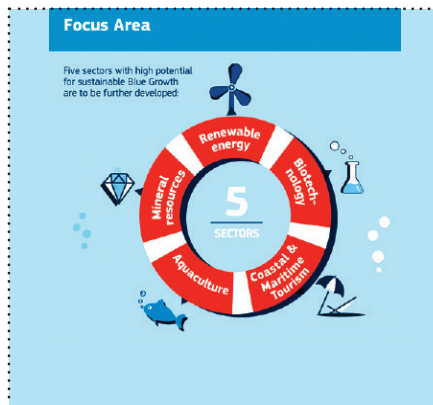 Focus Area
Five sectors with high potential
for sustainable Blue Growth
are to be further developed:
Renewable
energy
Biotech-
nology
Mineral
resources
5
SECTORS
Aquaculture
Coastal &
Maritime
Tourism